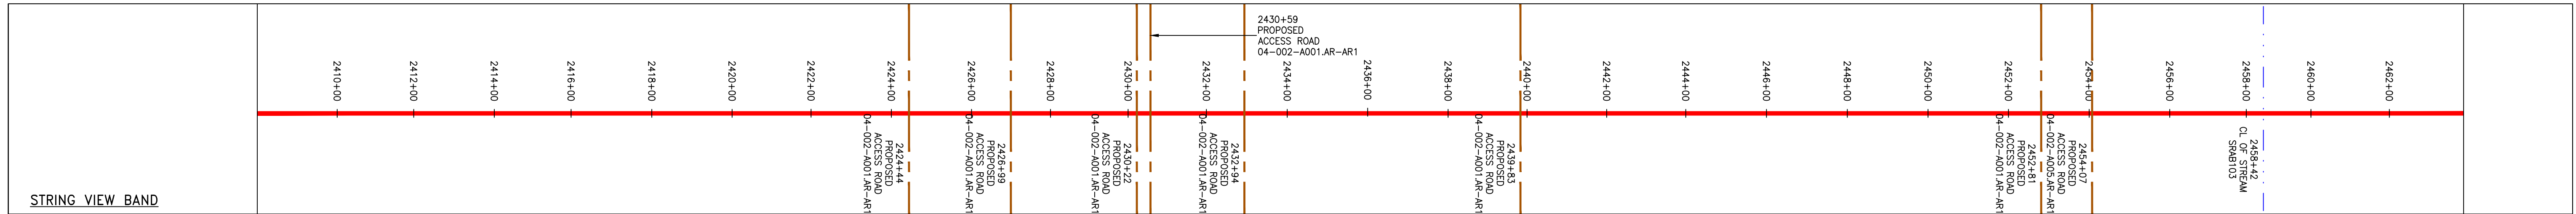 2430+59
PROPOSED
ACCESS ROAD
04-002-A001.AR-AR1
2410+00
2412+00
2414+00
2416+00
2418+00
2420+00
2422+00
2424+00
2426+00
2428+00
2430+00
2432+00
2434+00
2436+00
2438+00
2440+00
2442+00
2444+00
2446+00
2448+00
2450+00
2452+00
2454+00
2456+00
2458+00
2460+00
2462+00
2424+44
PROPOSED
ACCESS ROAD
04-002-A001.AR-AR1
2426+99
PROPOSED
ACCESS ROAD
04-002-A001.AR-AR1
2430+22
PROPOSED
ACCESS ROAD
04-002-A001.AR-AR1
2432+94
PROPOSED
ACCESS ROAD
04-002-A001.AR-AR1
2439+83
PROPOSED
ACCESS ROAD
04-002-A001.AR-AR1
2452+81
PROPOSED
ACCESS ROAD
04-002-A001.AR-AR1
2454+07
PROPOSED
ACCESS ROAD
04-002-A005.AR-AR1
2458+42
CL OF STREAM
SRAB103
STRING VIEW BAND